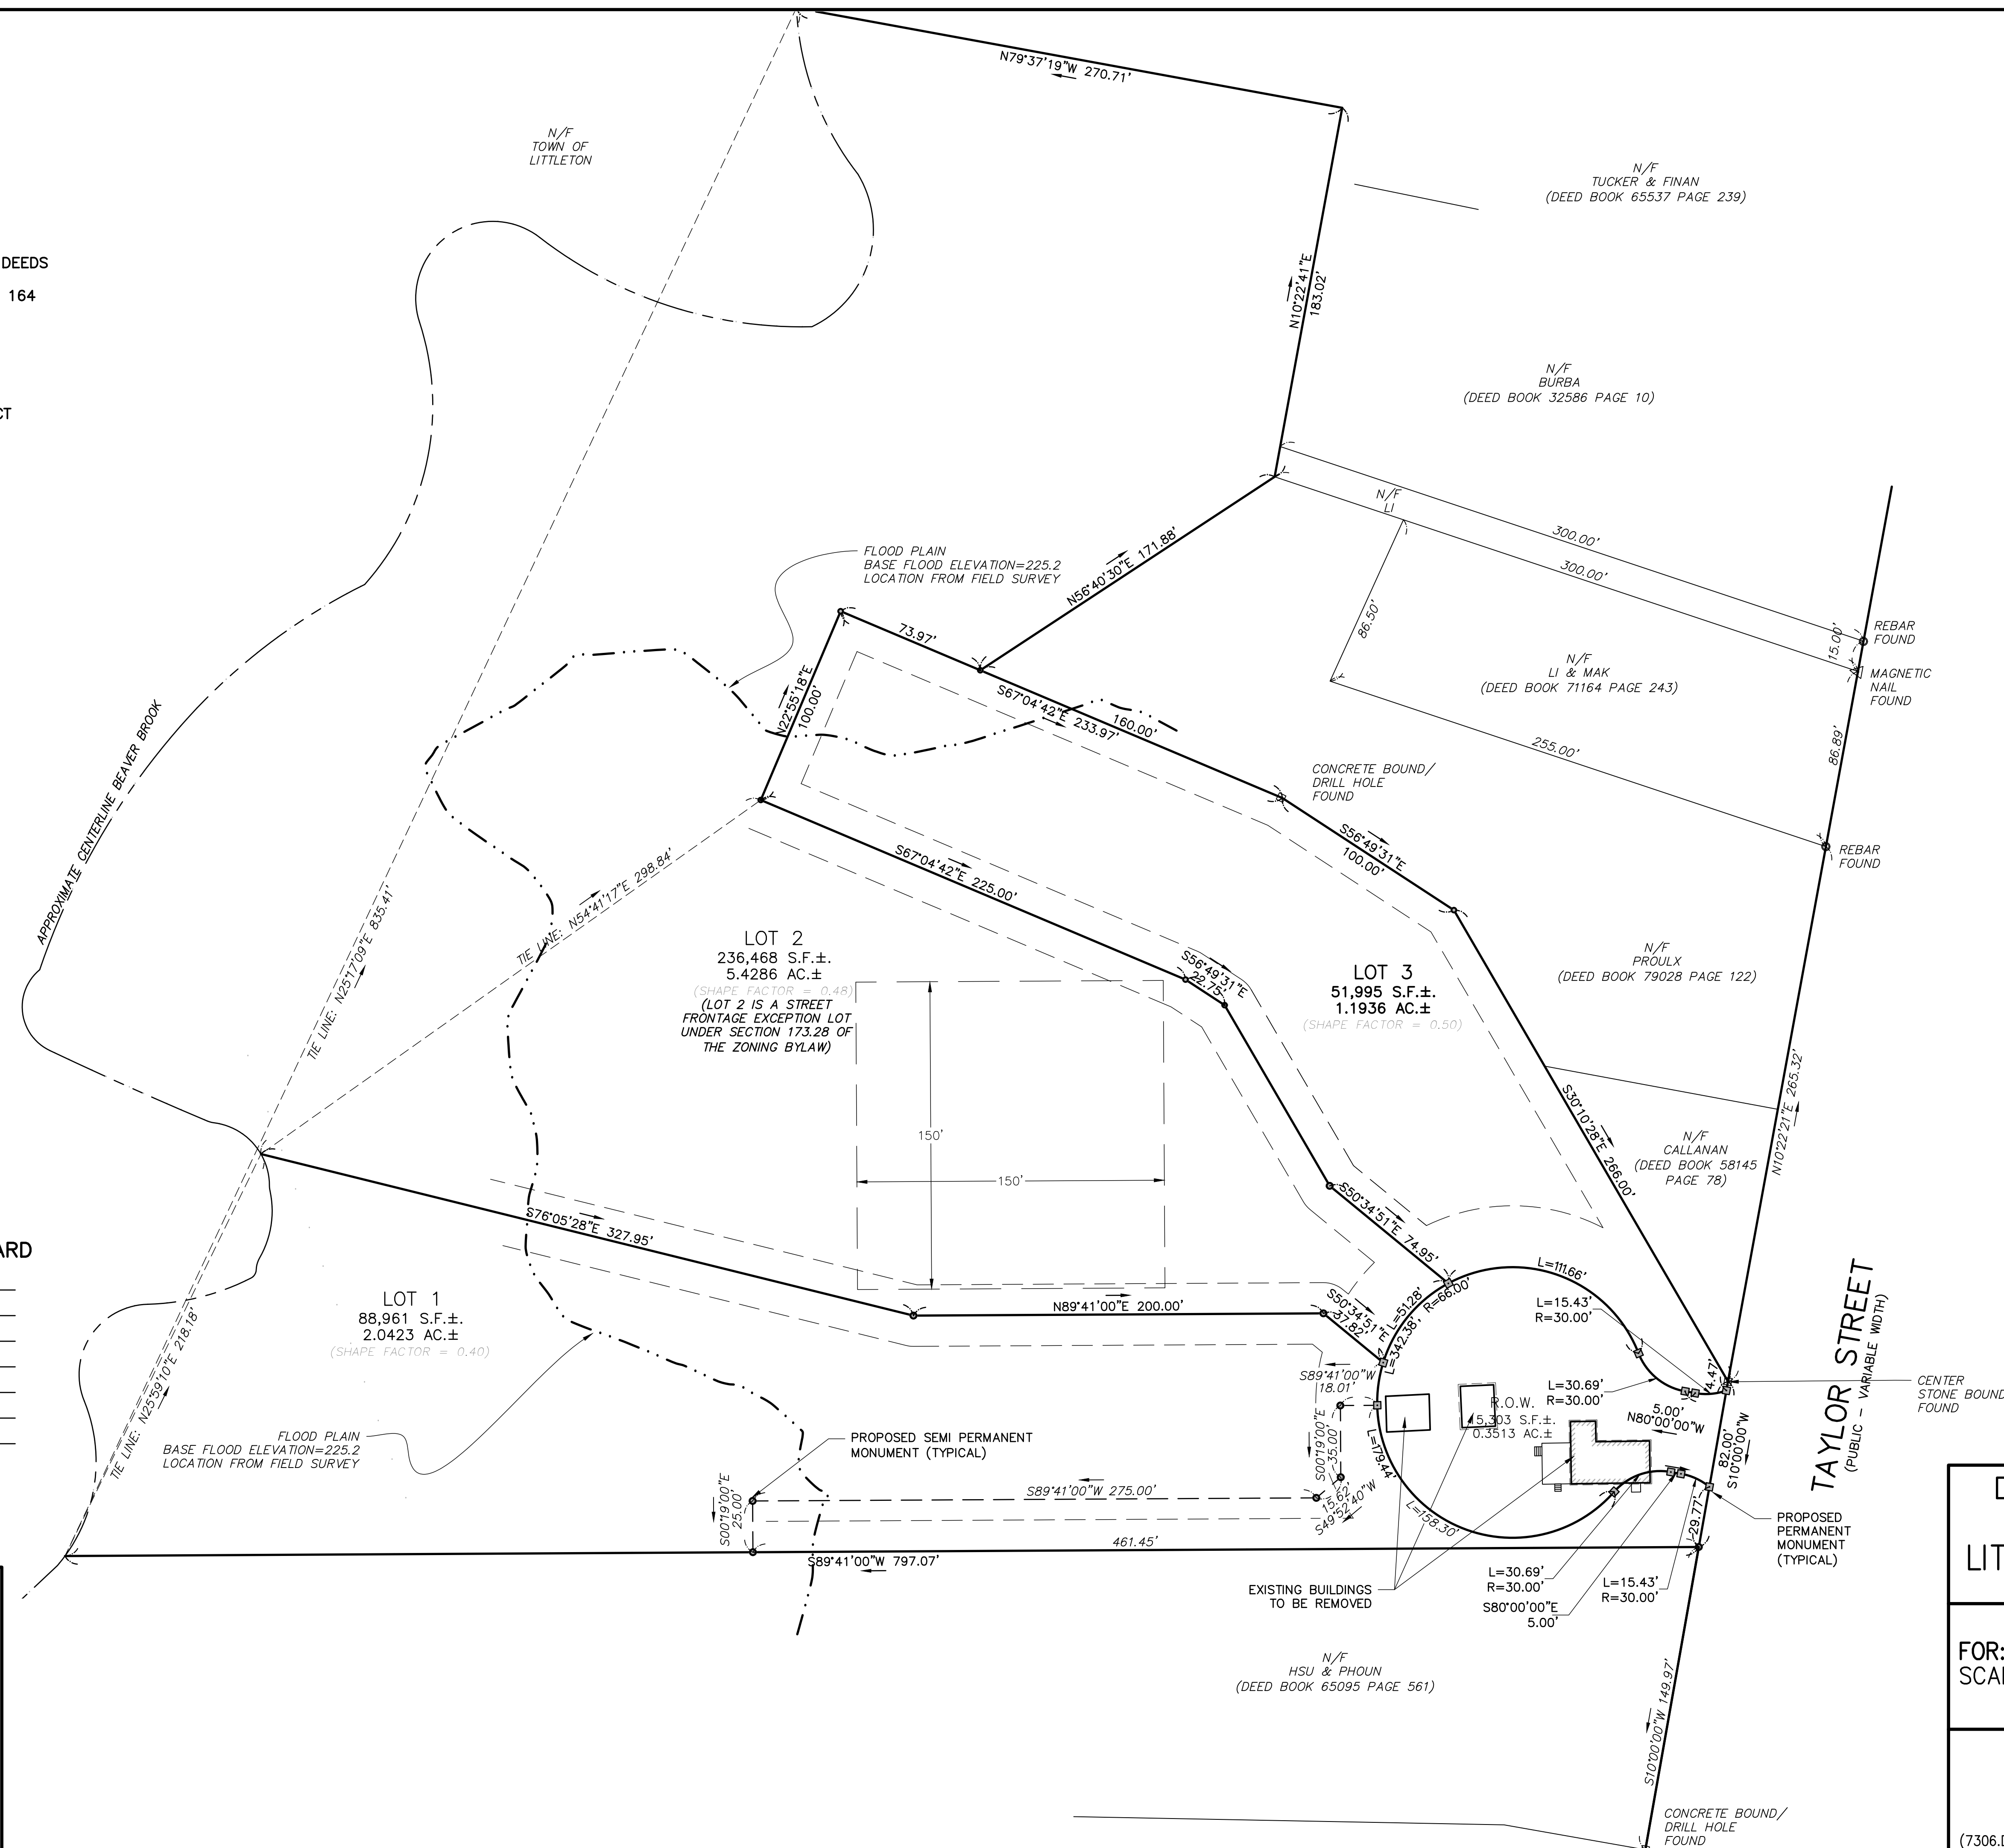 N79°37'19"W 270.71'
N/F
TOWN OF
LITTLETON
N/F
TUCKER & FINAN
(DEED BOOK 65537 PAGE 239)
DEEDS
164
N10°22'41"E
183.02'
N/F
BURBA
(DEED BOOK 32586 PAGE 10)
CT
N/F
LI
300.00'
300.00'
FLOOD PLAIN
BASE FLOOD ELEVATION=225.2
LOCATION FROM FIELD SURVEY
N56°40'30"E 171.88'
86.50'
15.00'
REBAR
FOUND
73.97'
N/F
LI & MAK
(DEED BOOK 71164 PAGE 243)
MAGNETIC
NAIL
FOUND
N22°55'18"E
100.00'
S67°04'42"E 233.97'
160.00'
255.00'
86.89'
CONCRETE BOUND/
DRILL HOLE
FOUND
APPROXIMATE CENTERLINE BEAVER BROOK
S56°49'31"E
100.00'
REBAR
FOUND
TIE LINE: N25°17'09"E 835.41'
TIE LINE: N54°41'17"E 298.84'
S67°04'42"E 225.00'
LOT 2
236,468 S.F.±.
5.4286 AC.±
(SHAPE FACTOR = 0.48)
(LOT 2 IS A STREET
FRONTAGE EXCEPTION LOT
UNDER SECTION 173.28 OF
THE ZONING BYLAW)
S56°49'31"E
22.75'
LOT 3
51,995 S.F.±.
1.1936 AC.±
(SHAPE FACTOR = 0.50)
N/F
PROULX
(DEED BOOK 79028 PAGE 122)
N10°22'21"E 265.32'
S30°10'28"E 266.00'
N/F
CALLANAN
(DEED BOOK 58145
PAGE 78)
150'
150'
S50°34'51"E 74.95'
S76°05'28"E 327.95'
ARD
LOT 1
88,961 S.F.±.
2.0423 AC.±
(SHAPE FACTOR = 0.40)
N89°41'00"E 200.00'
S50°34'51"E
37.82'
L=51.28'
R=66.00'
L=342.38',
L=111.66'
L=15.43'
R=30.00'
TAYLOR STREET
(PUBLIC - VARIABLE WIDTH)
TIE LINE: N25°59'10"E 218.18'
S89°41'00"W
18.01'
L=30.69'
R=30.00'
4.47'
CENTER
STONE BOUND
FOUND
R.O.W.
15,303 S.F.±.
0.3513 AC.±
5.00'
N80°00'00"W
82.00'
S10°00'00"W
FLOOD PLAIN
BASE FLOOD ELEVATION=225.2
LOCATION FROM FIELD SURVEY
PROPOSED SEMI PERMANENT
MONUMENT (TYPICAL)
S00°19'00"E
35.00'
L=179.44'
S00°19'00"E
25.00'
S89°41'00"W 275.00'
15.62'
S49°52'40"W
L=158.30'
29.77'
PROPOSED
PERMANENT
MONUMENT
(TYPICAL)
461.45'
S89°41'00"W 797.07'
EXISTING BUILDINGS
TO BE REMOVED
L=30.69'
R=30.00'
L=15.43'
R=30.00'
S80°00'00"E
5.00'
LIT
N/F
HSU & PHOUN
(DEED BOOK 65095 PAGE 561)
FOR:
SCAL
S10°00'00"W 149.97'
CONCRETE BOUND/
DRILL HOLE
FOUND
(7306.D